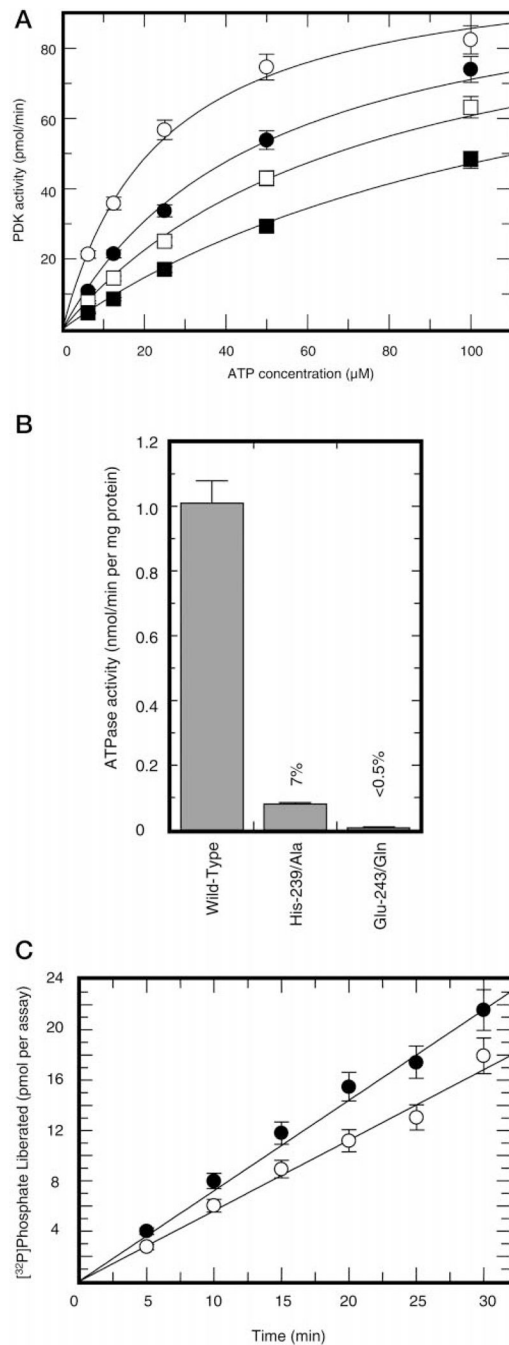 A
PDK activity (pmol/min)
80
60
40
20
0 20 40 60 80 100
ATP concentration (µM)
B
ATPase activity (nmol/min per mg protein)
1.2
1.0
0.8
0.6
0.4
0.2
0
7%
<0.5%
Wild-Type
His-239/Ala
Glu-243/Gln
C
[³²P]Phosphate Liberated (pmol per assay)
24
20
16
12
8
4
5 10 15 20 25 30
Time (min)